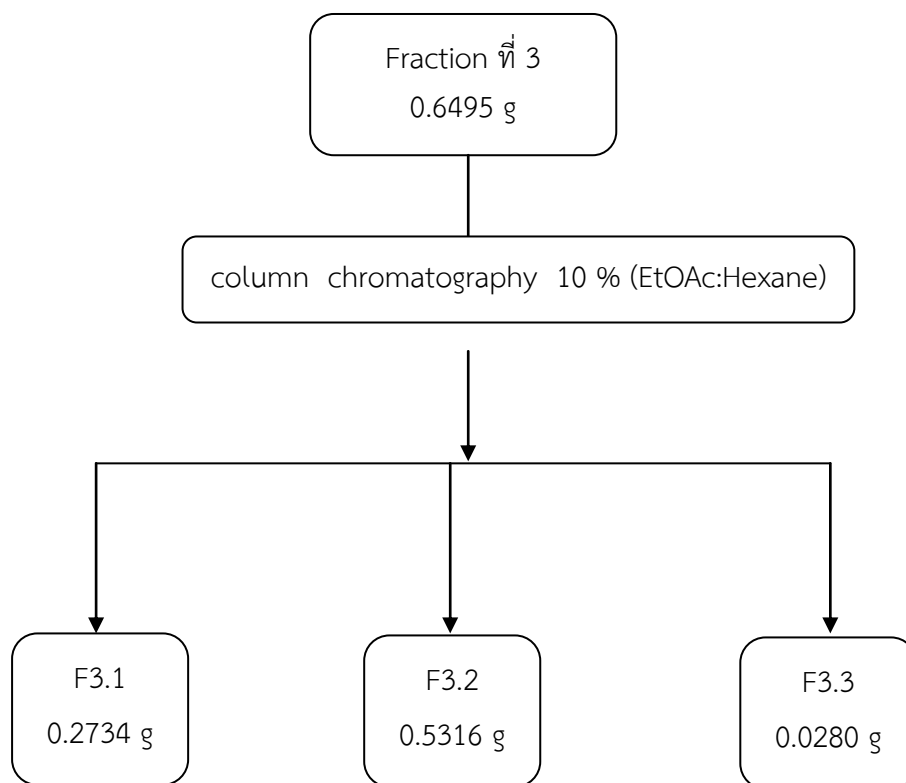 Fraction ที่ 3
0.6495 g
column chromatography 10 % (EtOAc:Hexane)
F3.1
0.2734 g
F3.2
0.5316 g
F3.3
0.0280 g